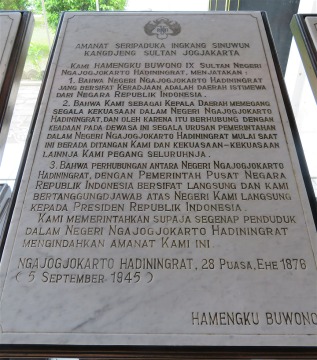 AMANAT SERIPADUKA INGKANG SINUWUN
KANGDJENG SULTAN JOGJAKARTA
KAMI HAMENGKU BUWONO IX SULTAN NEGERI
NGAJOGJOKARTO HADININGRAT, MENJATAKAN :
1. BAHWA NEGERI NGAJOGJOKARTO HADININGRAT
JANG BERSIFAT KERADJAAN ADALAH DAERAH ISTIMEWA
DARI NEGARA REPUBLIK INDONESIA.
2. BAHWA KAMI SEBAGAI KEPALA DAERAH MEMEGANG
SEGALA KEKUASAAN DALAM NEGERI NGAJOGJOKARTO
HADININGRAT, DAN OLEH KARENA ITU BERHUBUNG DENGAN
KEADAAN PADA DEWASA INI SEGALA URUSAN PEMERINTAHAN
DALAM NEGERI NGAJOGJOKARTO HADININGRAT MULAI SAAT
INI BERADA DITANGAN KAMI DAN KEKUASAAN-KEKUASAAN
LAINNJA KAMI PEGANG SELURUHNJA.
3. BAHWA PERHUBUNGAN ANTARA NEGERI NGAJOGJOKARTO
HADININGRAT, DENGAN PEMERINTAH PUSAT NEGARA
REPUBLIK INDONESIA BERSIFAT LANGSUNG DAN KAMI
BERTANGGUNGDJAWAB ATAS NEGERI KAMI LANGSUNG
KEPADA PRESIDEN REPUBLIK INDONESIA.
KAMI MEMERINTAHKAN SUPAJA SEGENAP PENDUDUK
DALAM NEGERI NGAJOGJOKARTO HADININGRAT
MENGINDAHKAN AMANAT KAMI INI.
NGAJOGJOKARTO HADININGRAT, 28 PUASA, EHE 1876
( 5 SEPTEMBER 1945 )
HAMENGKU BUWONO